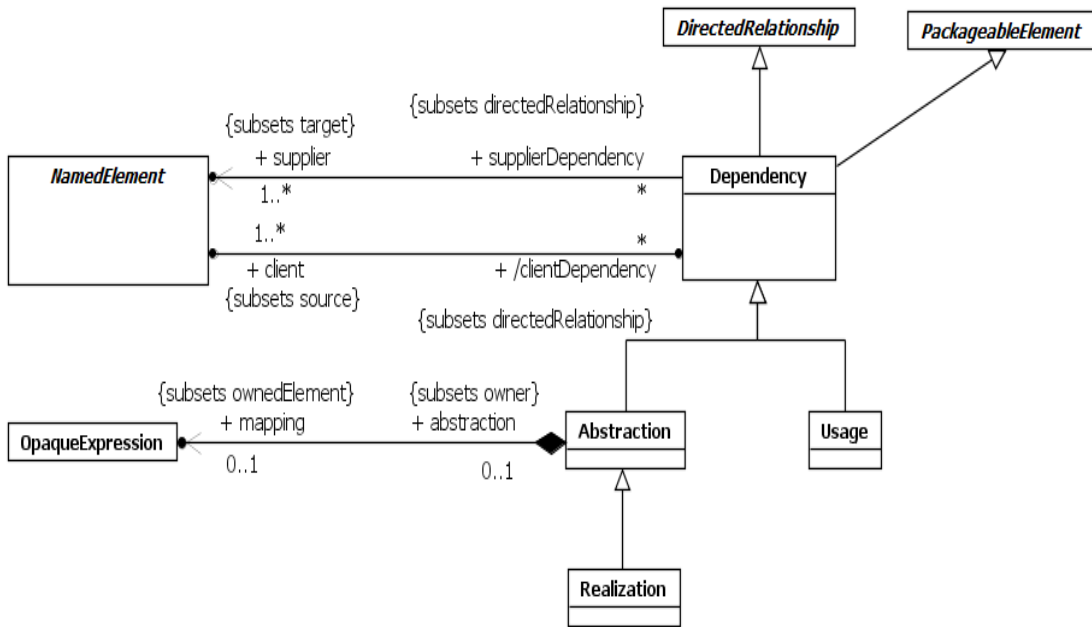 DirectedRelationship
PackageableElement
{subsets directedRelationship}
{subsets target}
+ supplier
+ supplierDependency
NamedElement
Dependency
1..*
*
1..*
*
+ client
+ /clientDependency
{subsets source}
{subsets directedRelationship}
{subsets ownedElement}
{subsets owner}
+ mapping
+ abstraction
OpaqueExpression
Abstraction
Usage
0..1
0..1
Realization